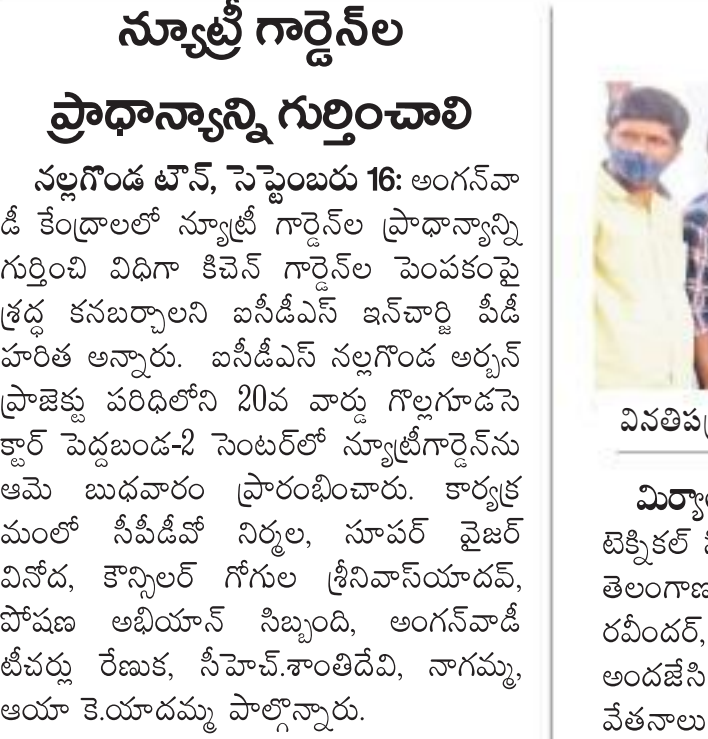 న్యూట్రీ గార్డెన్‌ల
ప్రాధాన్యాన్ని గుర్తించాలి
నల్లగొండ టౌన్, సెప్టెంబరు 16: అంగన్‌వా
డీ కేంద్రాలలో న్యూట్రీ గార్డెన్‌ల ప్రాధాన్యాన్ని
గుర్తించి విధిగా కిచెన్ గార్డెన్‌ల పెంపకంపై
శ్రద్ధ కనబర్చాలని ఐసీడీఎస్ ఇన్‌చార్జి పీడీ
హరిత అన్నారు. ఐసీడీఎస్ నల్లగొండ అర్బన్
ప్రాజెక్టు పరిధిలోని 20వ వార్డు గొల్లగూడసె
క్టార్ పెద్దబండ-2 సెంటర్‌లో న్యూట్రీగార్డెన్‌ను
ఆమె బుధవారం ప్రారంభించారు. కార్యక్ర
మంలో సీపీడీవో నిర్మల, సూపర్ వైజర్
వినోద, కౌన్సిలర్ గోగుల శ్రీనివాస్‌యాదవ్,
పోషణ అభియాన్ సిబ్బంది, అంగన్‌వాడీ
టీచర్లు రేణుక, సీహెచ్.శాంతిదేవి, నాగమ్మ,
ఆయా కె.యాదమ్మ పాల్గొన్నారు.
టెక్నికల్
తెలంగాణ
రవీందర్,
అందజేసి
వేతనాలు